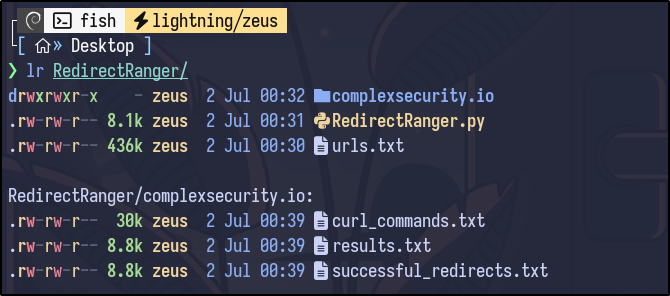 fish lightning/zeus
[ » Desktop ]
❯ lr RedirectRanger/
drwxrwxr-x - zeus 2 Jul 00:32 complexsecurity.io
.rw-rw-r-- 8.1k zeus 2 Jul 00:31 RedirectRanger.py
.rw-rw-r-- 436k zeus 2 Jul 00:30 urls.txt
RedirectRanger/complexsecurity.io:
.rw-rw-r-- 30k zeus 2 Jul 00:39 curl_commands.txt
.rw-rw-r-- 8.8k zeus 2 Jul 00:39 results.txt
.rw-rw-r-- 8.8k zeus 2 Jul 00:39 successful_redirects.txt